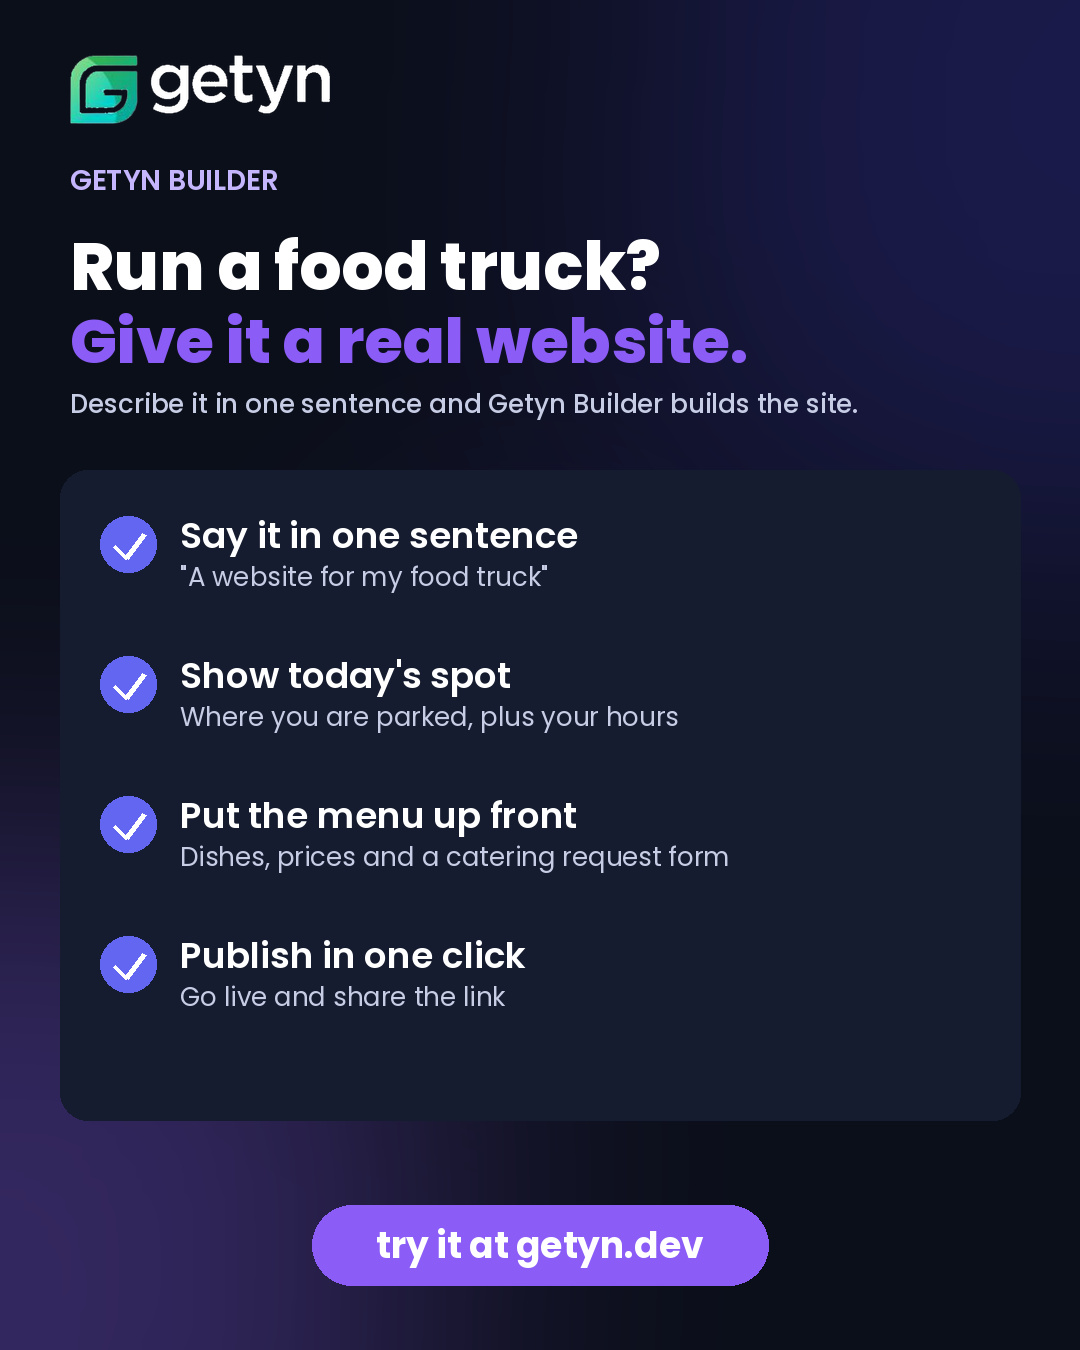 getyn
GETYN BUILDER
Run a food truck?
Give it a real website.
Describe it in one sentence and Getyn Builder builds the site.
Say it in one sentence
"A website for my food truck"
Show today's spot
Where you are parked, plus your hours
Put the menu up front
Dishes, prices and a catering request form
Publish in one click
Go live and share the link
try it at getyn.dev